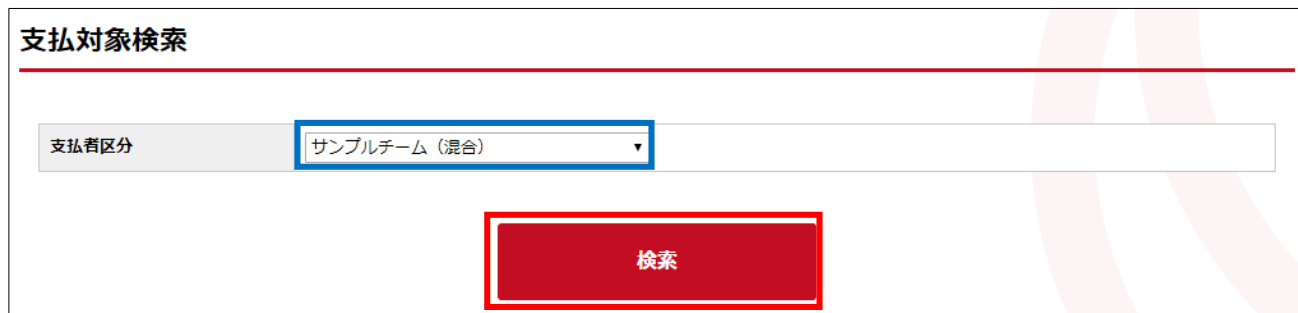 支払対象検索
支払者区分
サンプルチーム（混合）
検索